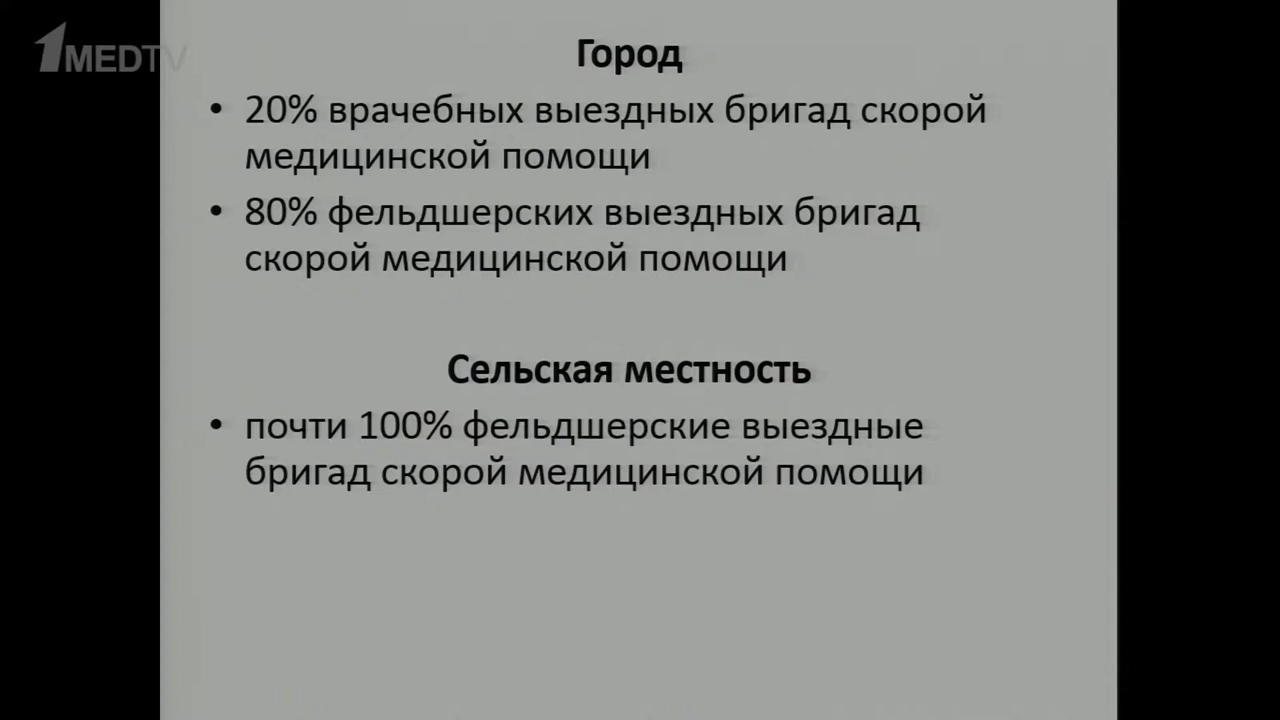 1MEDTV
Город
• 20% врачебных выездных бригад скорой
медицинской помощи
• 80% фельдшерских выездных бригад
скорой медицинской помощи
Сельская местность
• почти 100% фельдшерские выездные
бригад скорой медицинской помощи